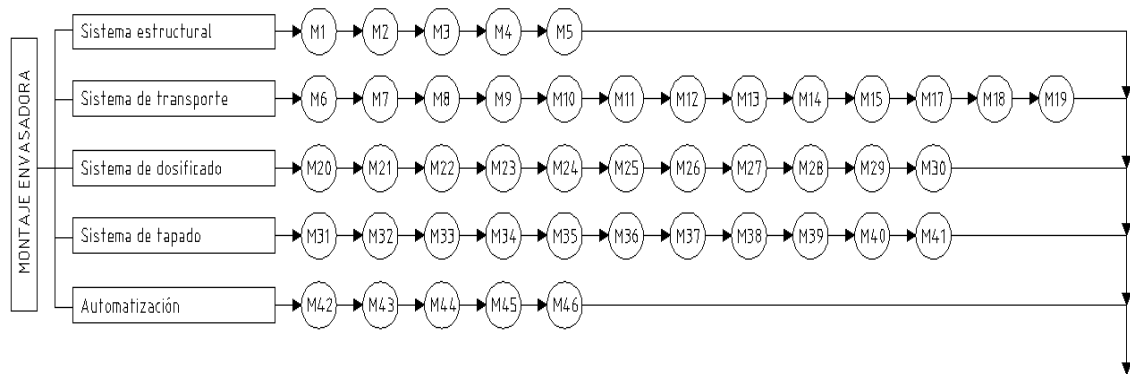 MONTAJE ENVASADORA
Sistema estructural
M1 M2 M3 M4 M5
Sistema de transporte
M6 M7 M8 M9 M10 M11 M12 M13 M14 M15 M17 M18 M19
Sistema de dosificado
M20 M21 M22 M23 M24 M25 M26 M27 M28 M29 M30
Sistema de tapado
M31 M32 M33 M34 M35 M36 M37 M38 M39 M40 M41
Automatización
M42 M43 M44 M45 M46